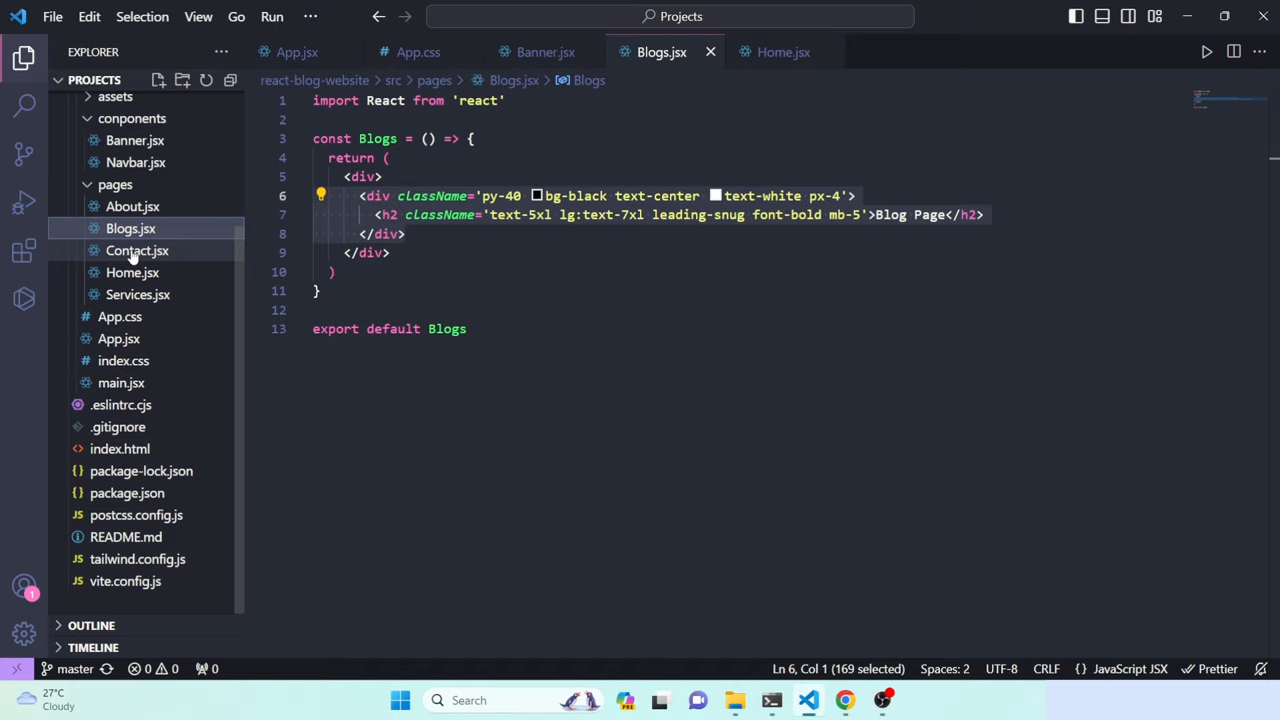 File Edit Selection View Go Run ··· Projects
EXPLORER ···
App.jsx App.css Banner.jsx Blogs.jsx Home.jsx
PROJECTS
react-blog-website > src > pages > Blogs.jsx > Blogs
assets
conponents
Banner.jsx
Navbar.jsx
pages
About.jsx
Blogs.jsx
Contact.jsx
Home.jsx
Services.jsx
App.css
App.jsx
index.css
main.jsx
.eslintrc.cjs
.gitignore
index.html
package-lock.json
package.json
postcss.config.js
README.md
tailwind.config.js
vite.config.js
OUTLINE
TIMELINE
1 import React from 'react'
2
3 const Blogs = () => {
4 return (
5 <div>
6 <div className='py-40 bg-black text-center text-white px-4'>
7 <h2 className='text-5xl lg:text-7xl leading-snug font-bold mb-5'>Blog Page</h2>
8 </div>
9 </div>
10 )
11 }
12
13 export default Blogs
1
master 0 0 0 Ln 6, Col 1 (169 selected) Spaces: 2 UTF-8 CRLF {} JavaScript JSX Prettier
27°C
Cloudy
Search
PRE